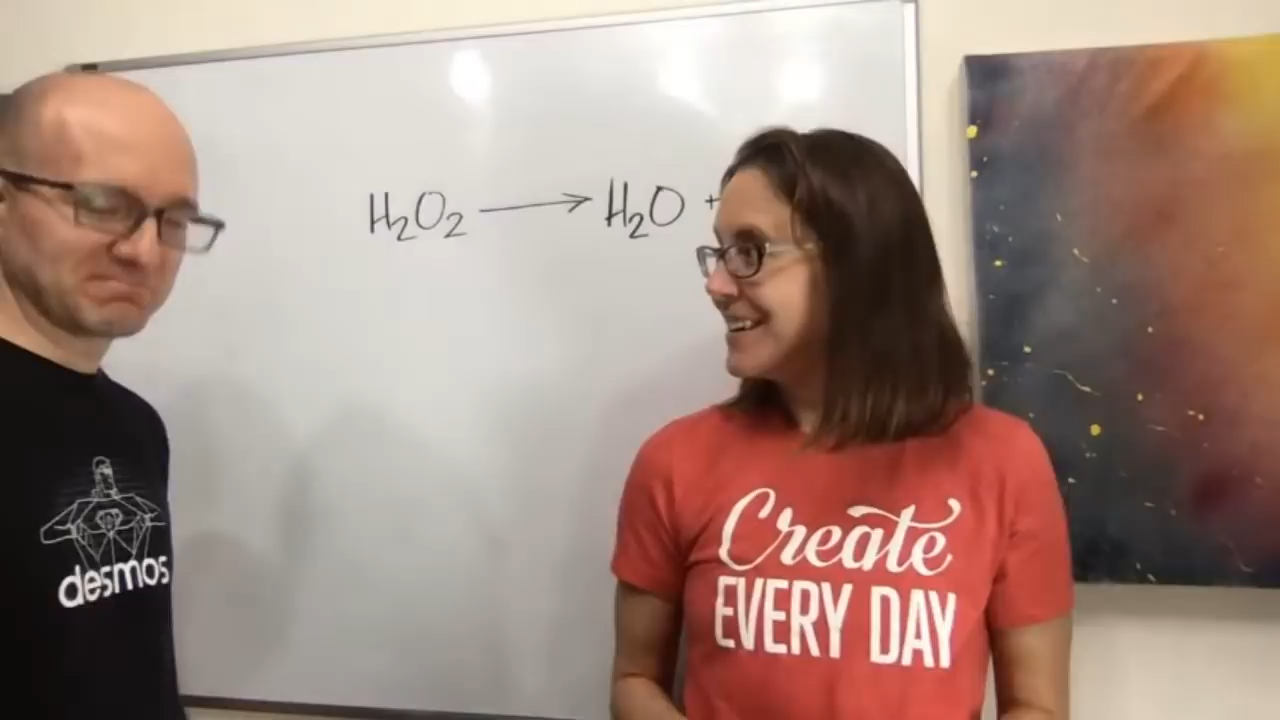 H₂O₂ → H₂O +
Create
EVERY DAY
desmos